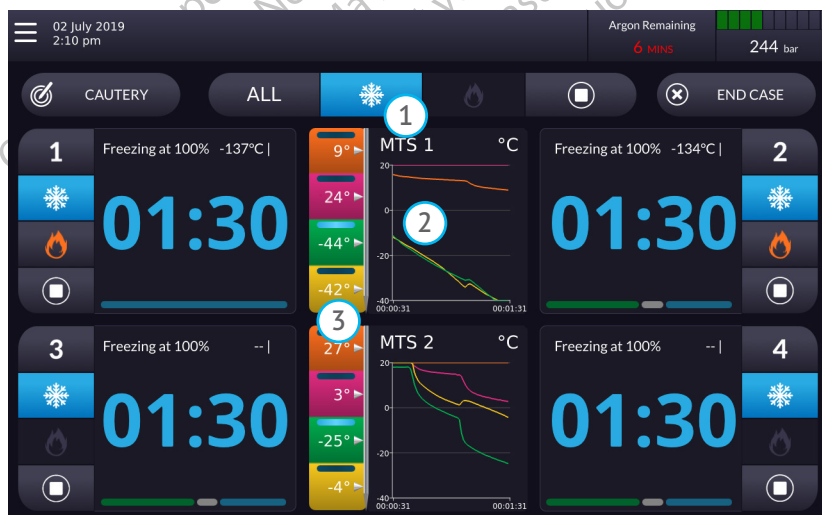 02 July 2019
2:10 pm
Argon Remaining
6 MINS
244 bar
CAUTERY
ALL
END CASE
1
1
Freezing at 100% -137°C |
01:30
9°
24°
-44°
-42°
MTS 1 °C
20
0
-20
-40
00:00:31 00:01:31
2
Freezing at 100% -134°C |
01:30
2
3
3
Freezing at 100% -- |
01:30
27°
3°
-25°
-4°
MTS 2 °C
20
0
-20
-40
00:00:31 00:01:31
Freezing at 100% -- |
01:30
4